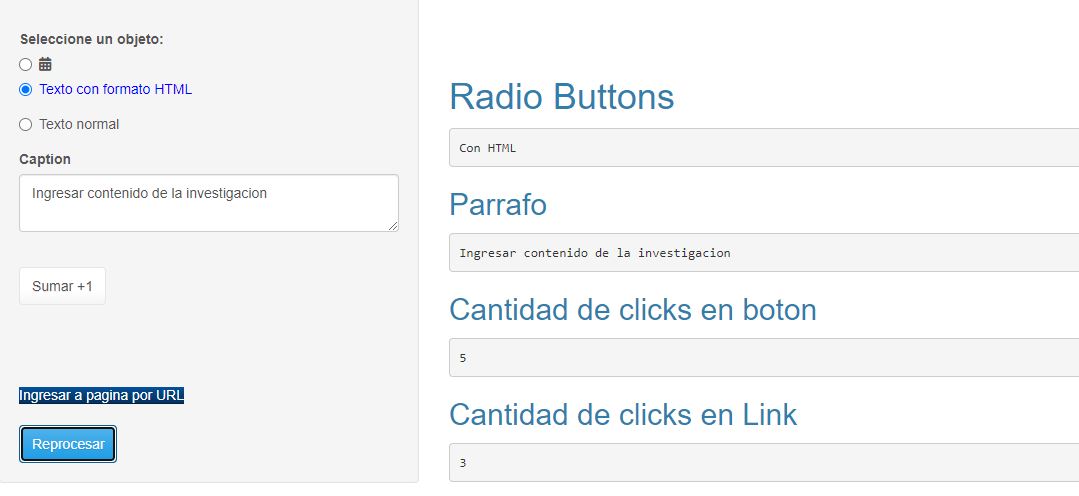 Seleccione un objeto:
Texto con formato HTML
Texto normal
Caption
Ingresar contenido de la investigacion
Sumar +1
Ingresar a pagina por URL
Reprocesar
Radio Buttons
Con HTML
Parrafo
Ingresar contenido de la investigacion
Cantidad de clicks en boton
5
Cantidad de clicks en Link
3